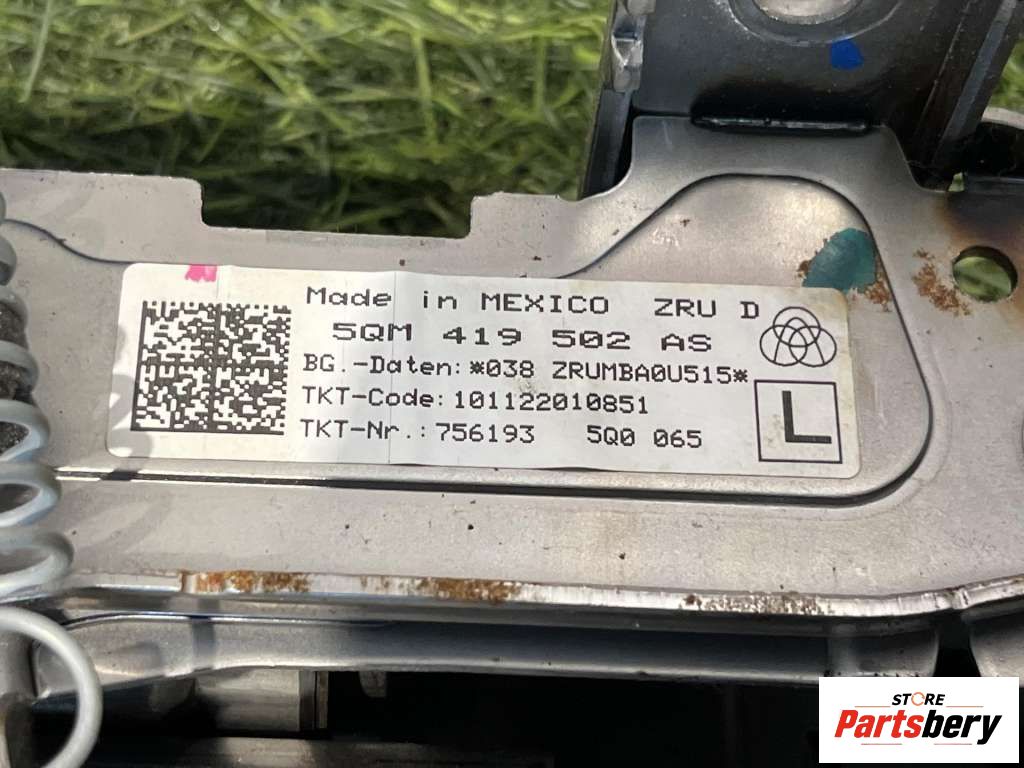 Made in MEXICO ZRU D
5QM 419 502 AS
BG.-Daten: *038 ZRUMBA0U515*
TKT-Code: 101122010851
TKT-Nr.: 756193 5Q0 065
L
STORE
Partsbery